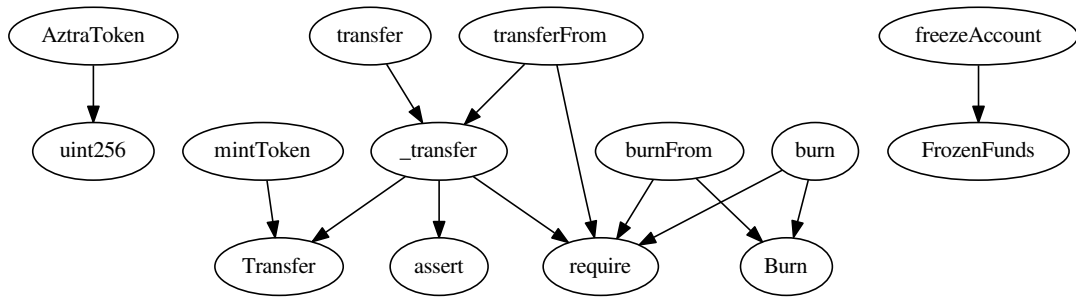 AztraToken
transfer
transferFrom
freezeAccount
uint256
mintToken
_transfer
burnFrom
burn
FrozenFunds
Transfer
assert
require
Burn